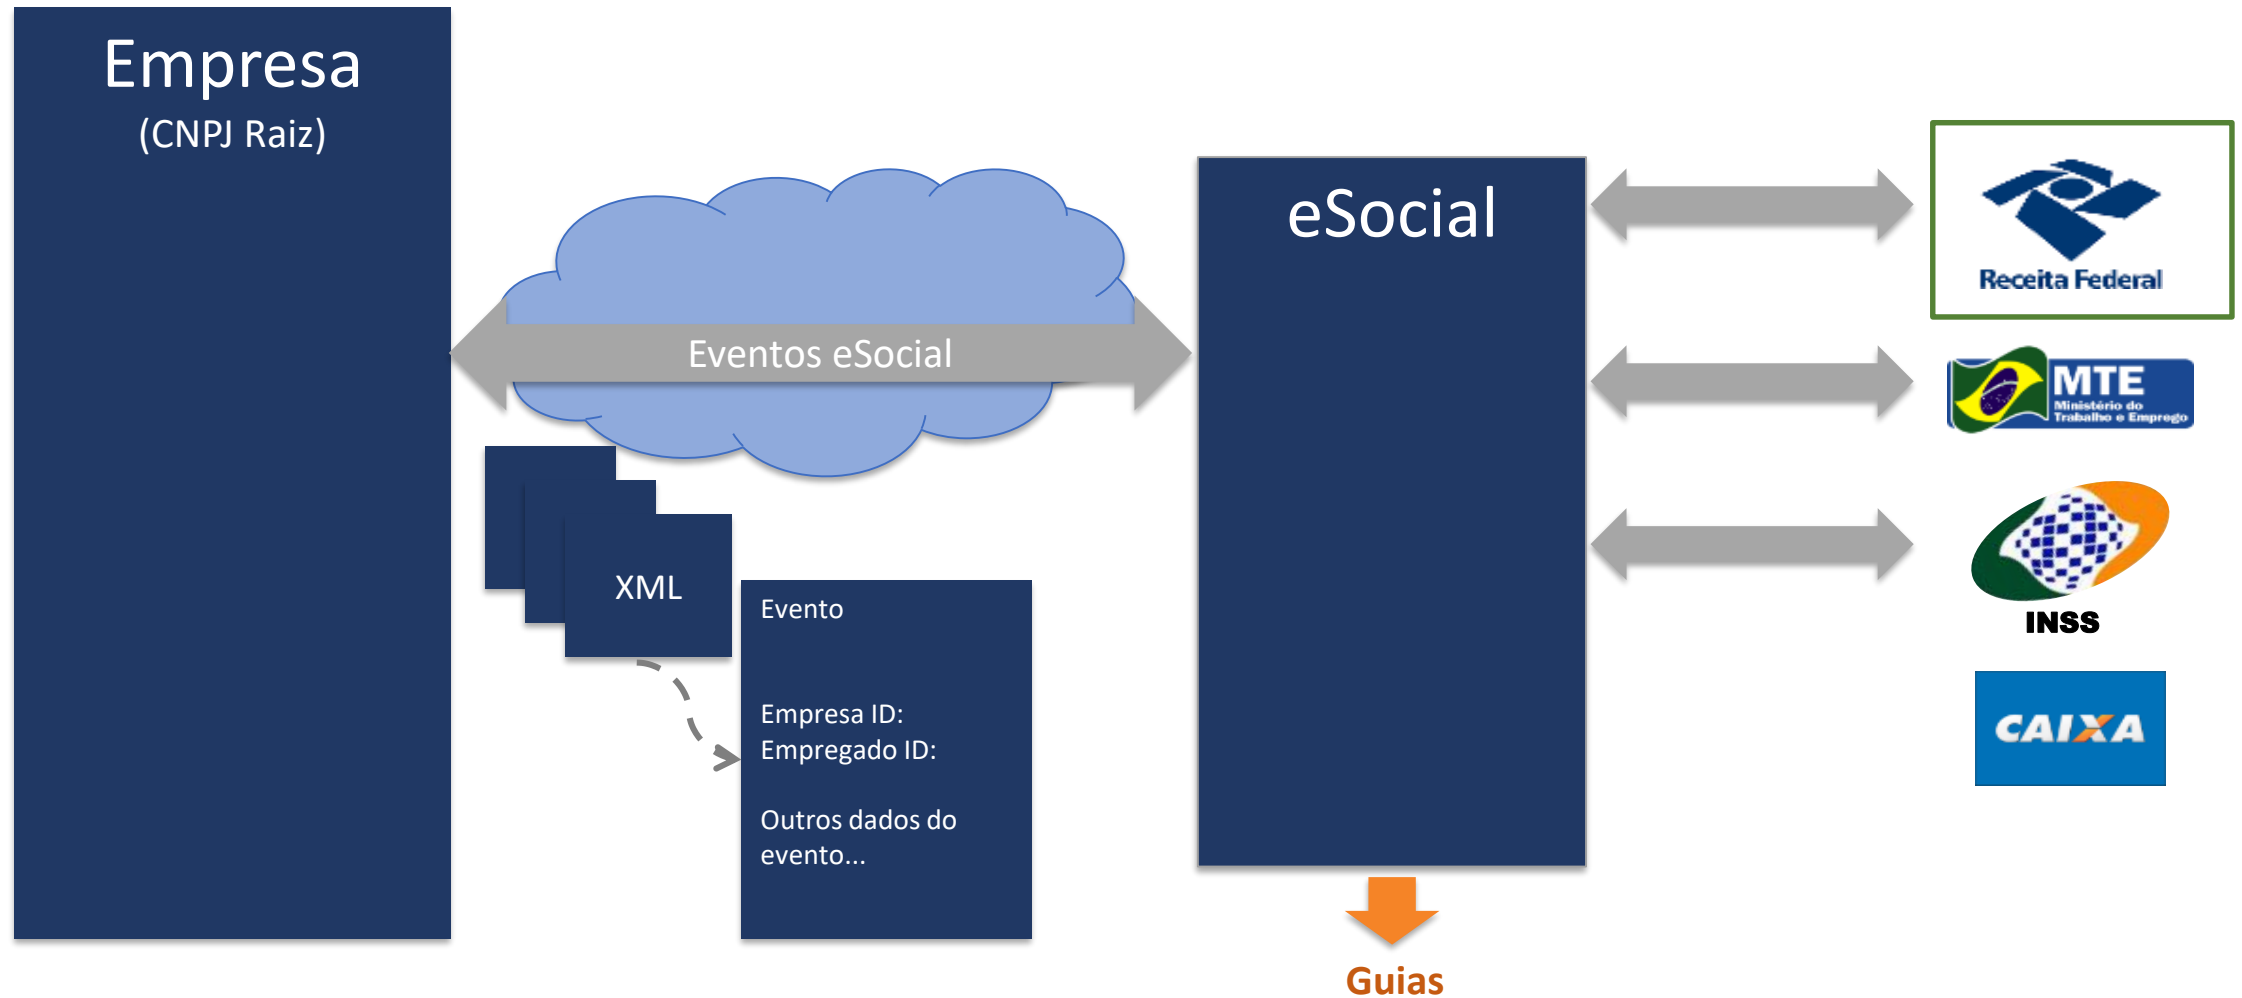 Empresa
(CNPJ Raiz)
Eventos eSocial
XML
Evento
Empresa ID:
Empregado ID:
Outros dados do
evento...
eSocial
Guias
Receita Federal
MTE
Ministério do
Trabalho e Emprego
INSS
CAIXA